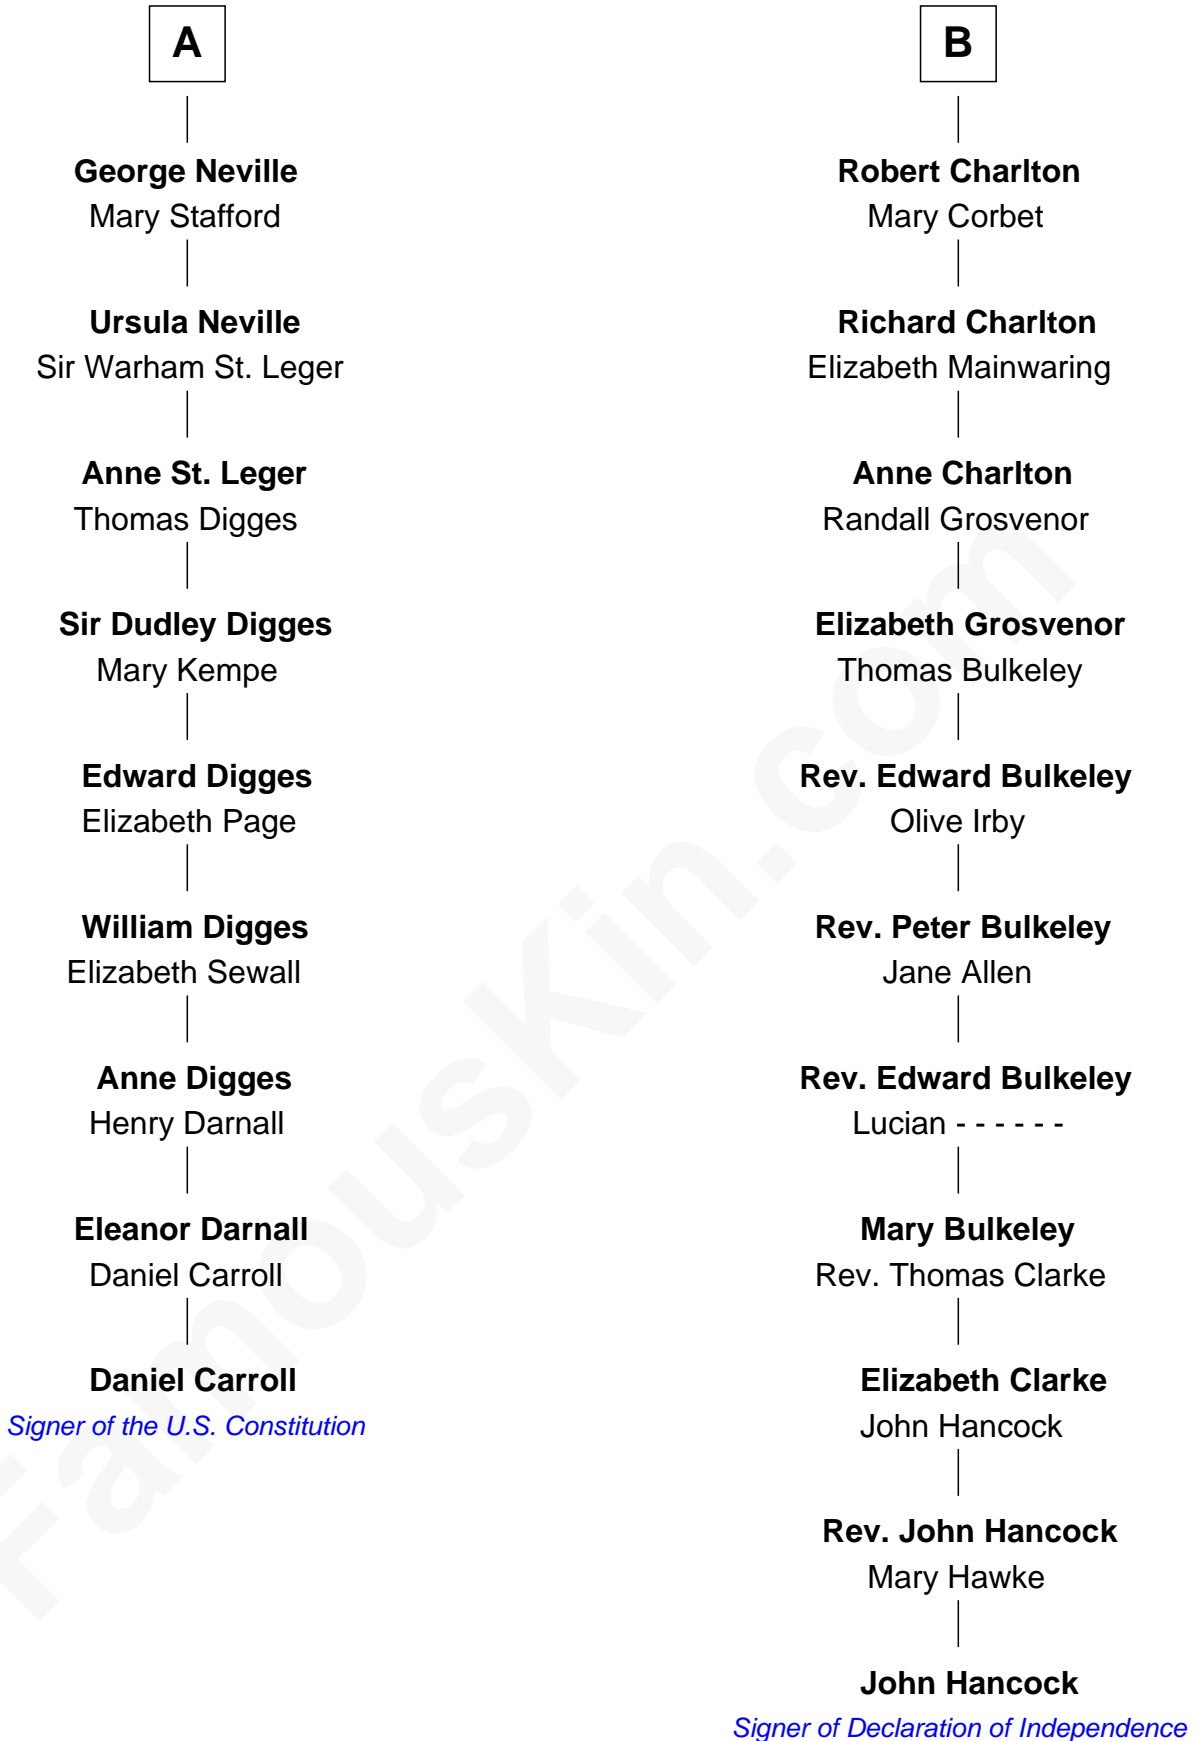 A
George Neville
Mary Stafford
Ursula Neville
Sir Warham St. Leger
Anne St. Leger
Thomas Digges
Sir Dudley Digges
Mary Kempe
Edward Digges
Elizabeth Page
William Digges
Elizabeth Sewall
Anne Digges
Henry Darnall
Eleanor Darnall
Daniel Carroll
Daniel Carroll
Signer of the U.S. Constitution
B
Robert Charlton
Mary Corbet
Richard Charlton
Elizabeth Mainwaring
Anne Charlton
Randall Grosvenor
Elizabeth Grosvenor
Thomas Bulkeley
Rev. Edward Bulkeley
Olive Irby
Rev. Peter Bulkeley
Jane Allen
Rev. Edward Bulkeley
Lucian - - - - - -
Mary Bulkeley
Rev. Thomas Clarke
Elizabeth Clarke
John Hancock
Rev. John Hancock
Mary Hawke
John Hancock
Signer of Declaration of Independence
FamousKin.com